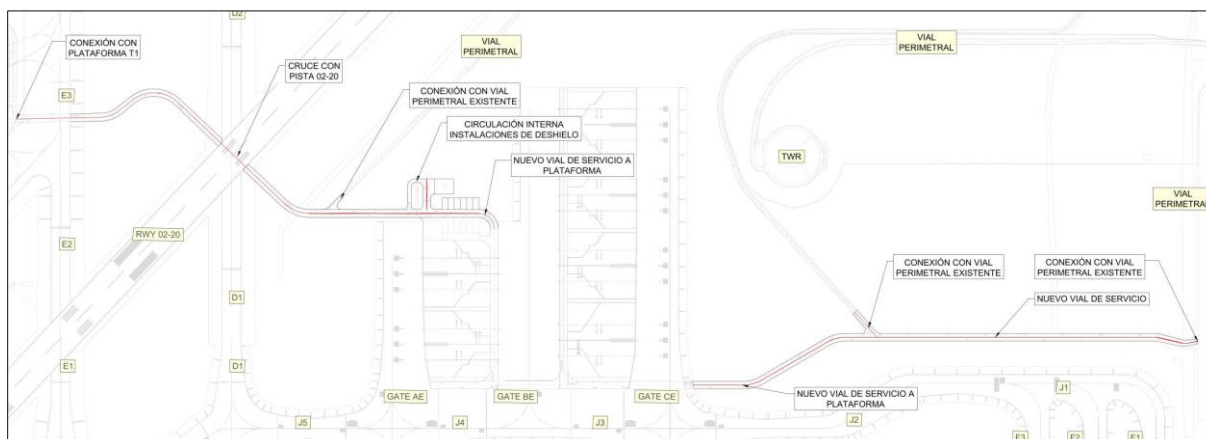 D2
CONEXIÓN CON
PLATAFORMA T1
VIAL
PERIMETRAL
VIAL
PERIMETRAL
CRUCE CON
PISTA 02-20
E3
CONEXIÓN CON VIAL
PERIMETRAL EXISTENTE
CIRCULACIÓN INTERNA
INSTALACIONES DE DESHIELO
NUEVO VIAL DE SERVICIO A
PLATAFORMA
TWR
VIAL
PERIMETRAL
RWY 02-20
E2
CONEXIÓN CON VIAL
PERIMETRAL EXISTENTE
CONEXIÓN CON VIAL
PERIMETRAL EXISTENTE
D1
NUEVO VIAL DE SERVICIO
E1
D1
GATE AE
GATE BE
GATE CE
NUEVO VIAL DE SERVICIO A
PLATAFORMA
J1
J5
J4
J3
J2
F3
F2
F1